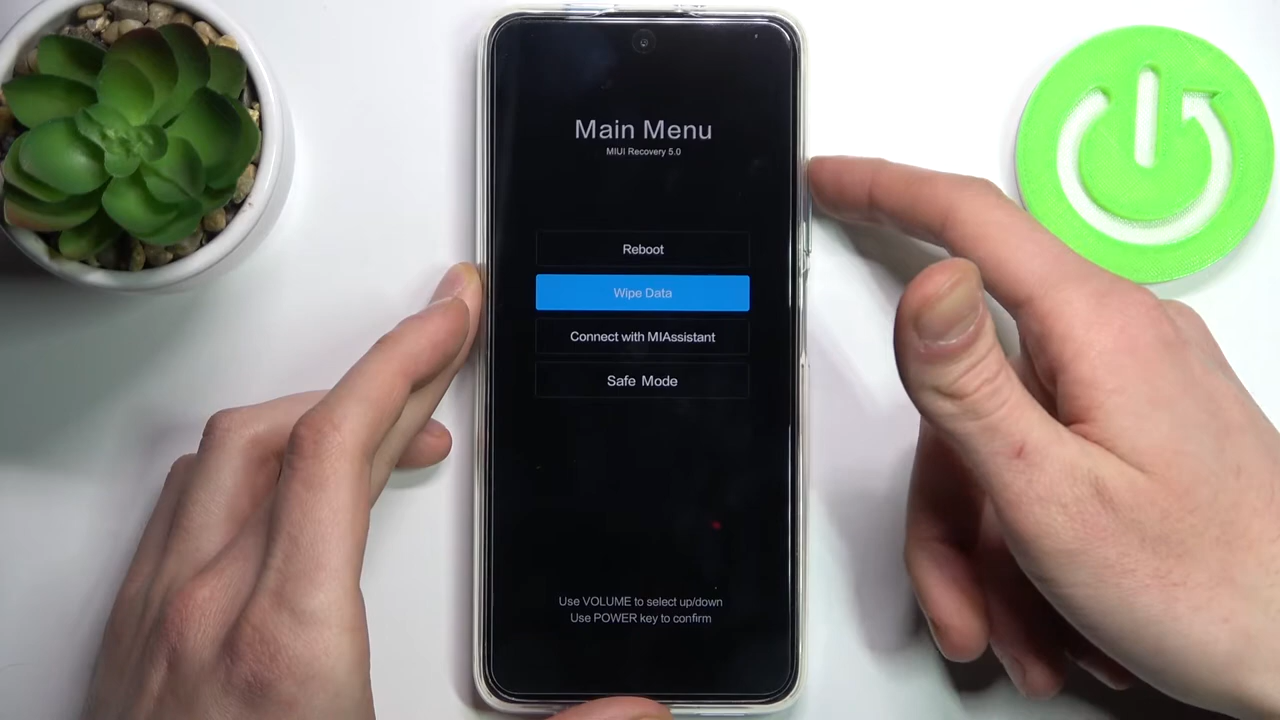 Main Menu
MIUI Recovery 5.0
Reboot
Wipe Data
Connect with MIAssistant
Safe Mode
Use VOLUME to select up/down
Use POWER key to confirm